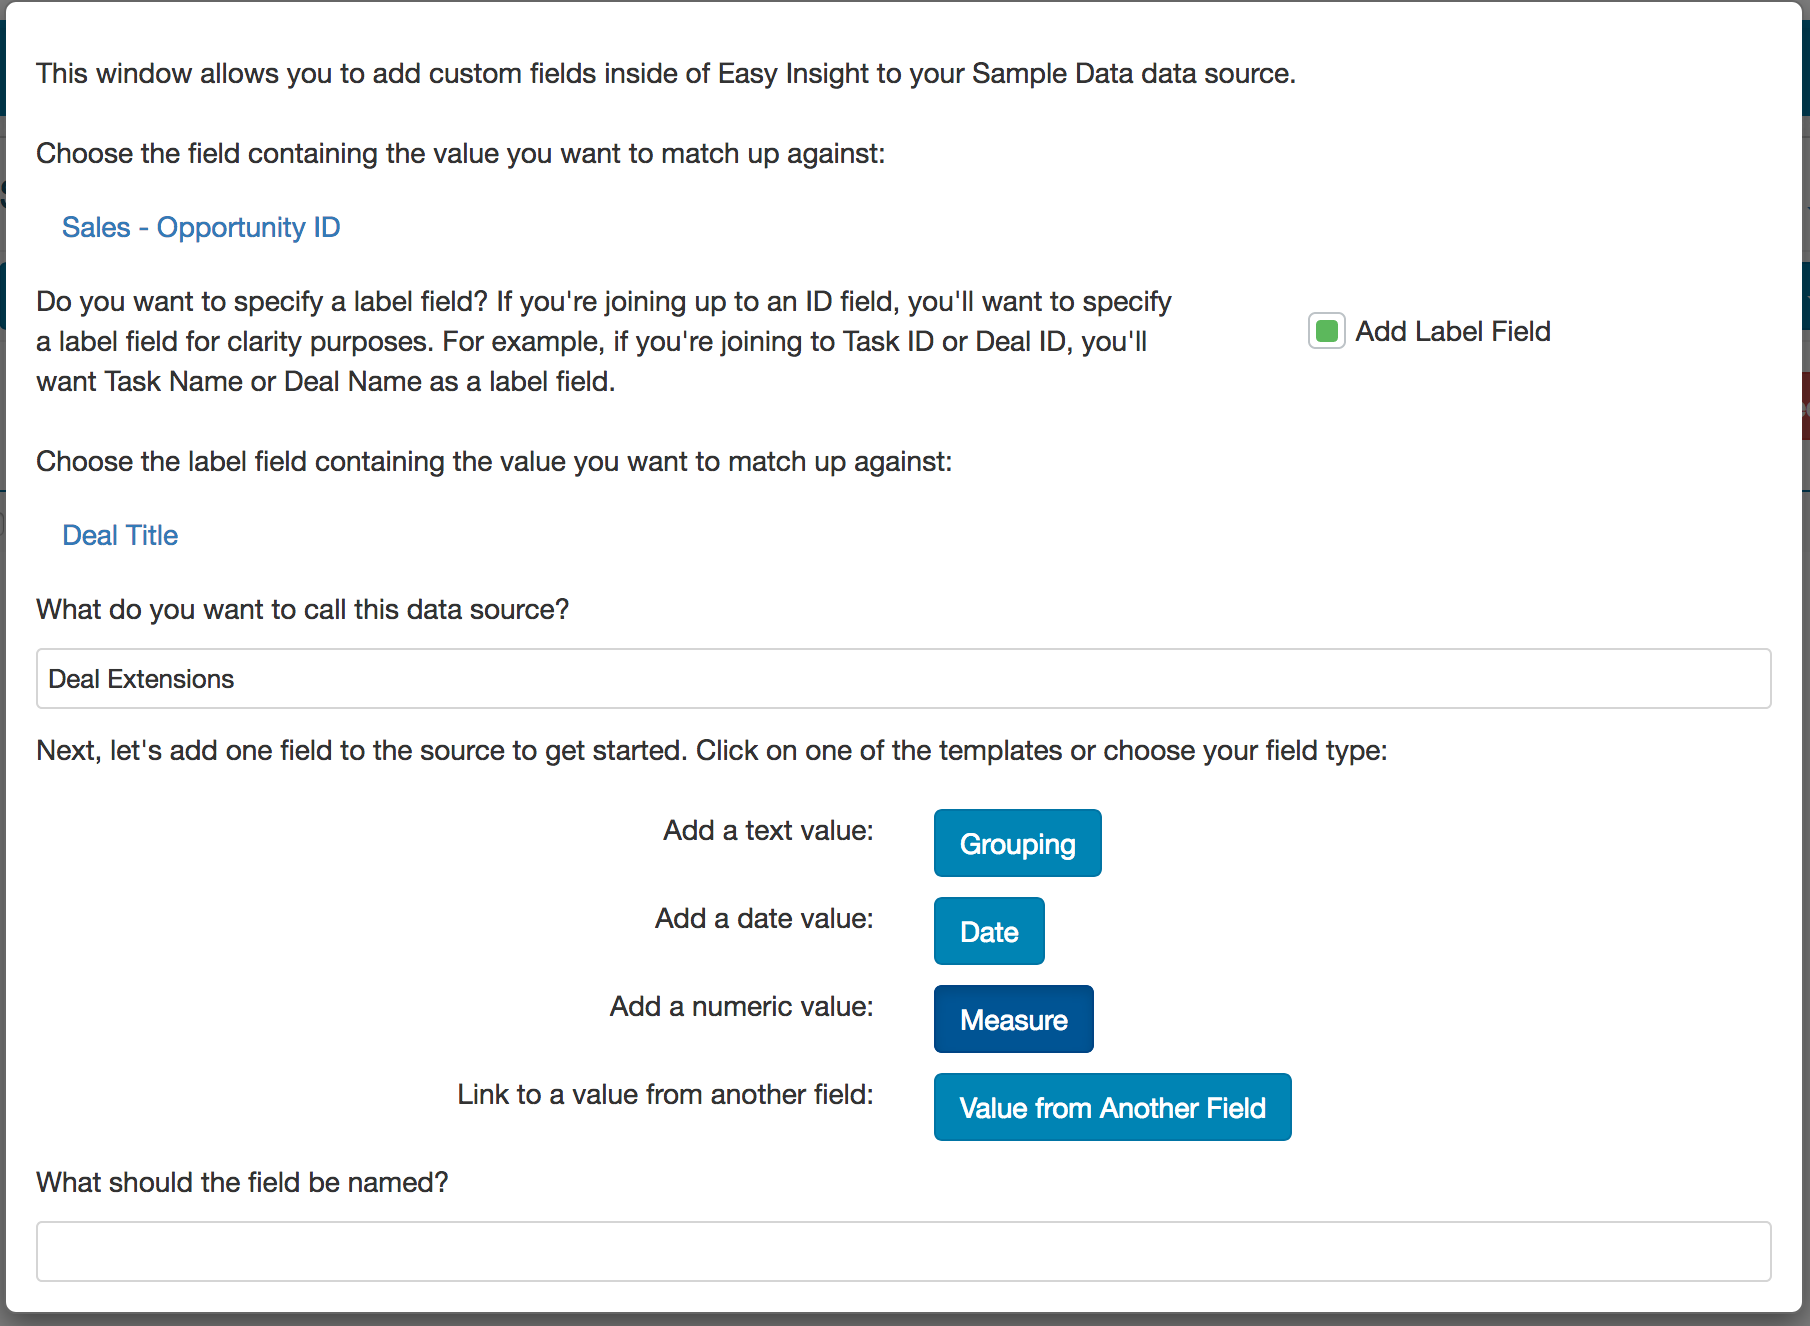 This window allows you to add custom fields inside of Easy Insight to your Sample Data data source.
Choose the field containing the value you want to match up against:
Sales - Opportunity ID
Do you want to specify a label field? If you're joining up to an ID field, you'll want to specify
a label field for clarity purposes. For example, if you're joining to Task ID or Deal ID, you'll
want Task Name or Deal Name as a label field.
Add Label Field
Choose the label field containing the value you want to match up against:
Deal Title
What do you want to call this data source?
Deal Extensions
Next, let's add one field to the source to get started. Click on one of the templates or choose your field type:
Add a text value:
Grouping
Add a date value:
Date
Add a numeric value:
Measure
Link to a value from another field:
Value from Another Field
What should the field be named?